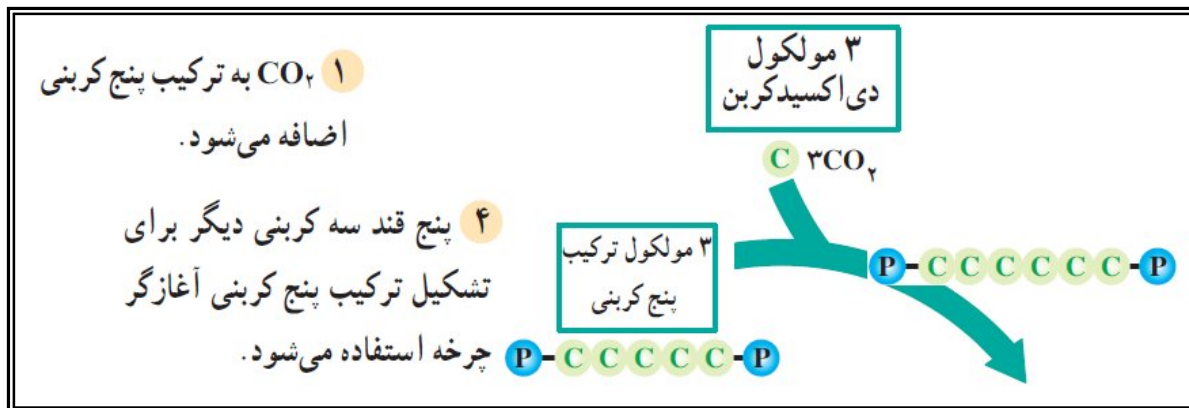 ۱ CO۲ به ترکیب پنج کربنی
اضافه می‌شود.
۳ مولکول
دی‌اکسیدکربن
C ۳CO۲
۴ پنج قند سه کربنی دیگر برای
تشکیل ترکیب پنج کربنی آغازگر
چرخه استفاده می‌شود.
۳ مولکول ترکیب
پنج کربنی
P-CCCCC-P
P-CCCCCC-P